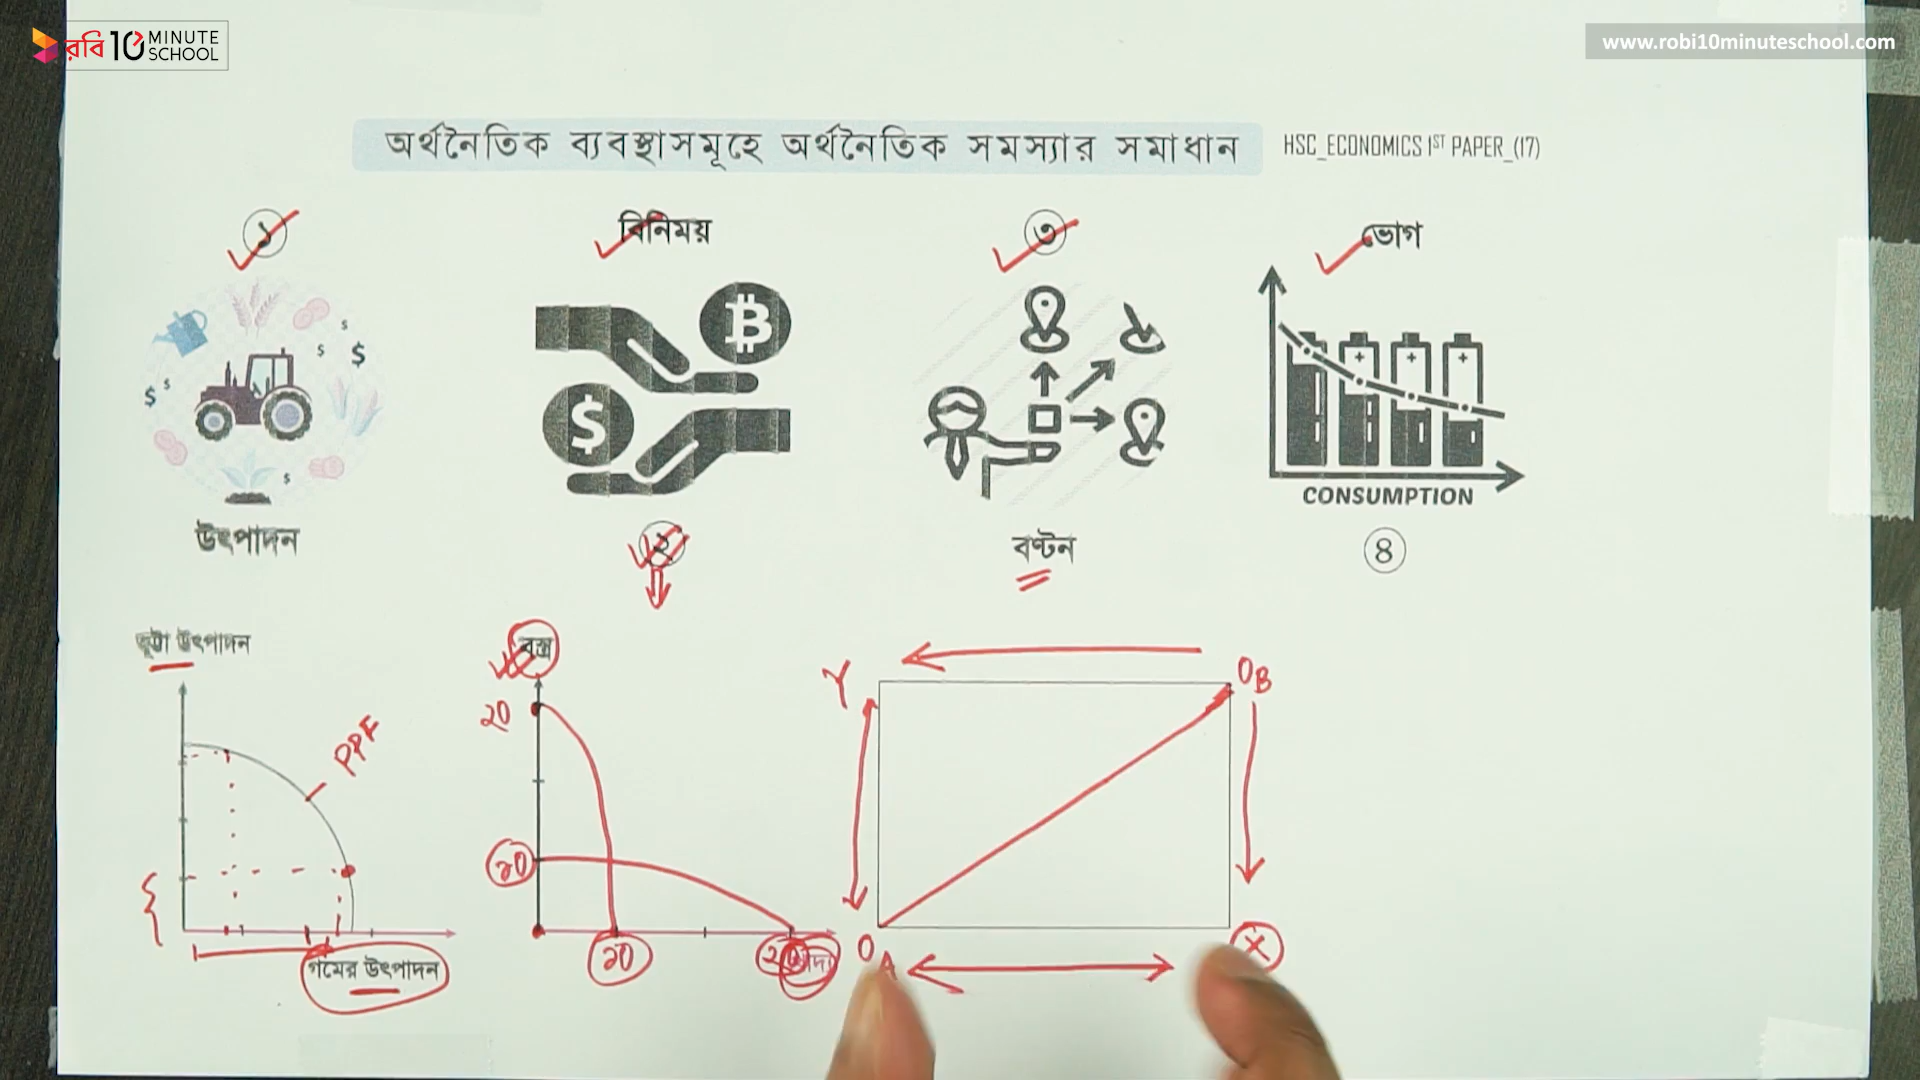 রবি 10 MINUTE SCHOOL
www.robi10minuteschool.com
অর্থনৈতিক ব্যবস্থাসমূহে অর্থনৈতিক সমস্যার সমাধান
HSC_ECONOMICS 1ST PAPER_(17)
১
বিনিময়
৩
ভোগ
$ $ $ $ $ $
B
$
CONSUMPTION
উৎপাদন
২
বণ্টন
৪
ভূট্টা উৎপাদন
PPF
গমের উৎপাদন
বস্ত্র
২০
১০
১০
Y
OB
OA
X